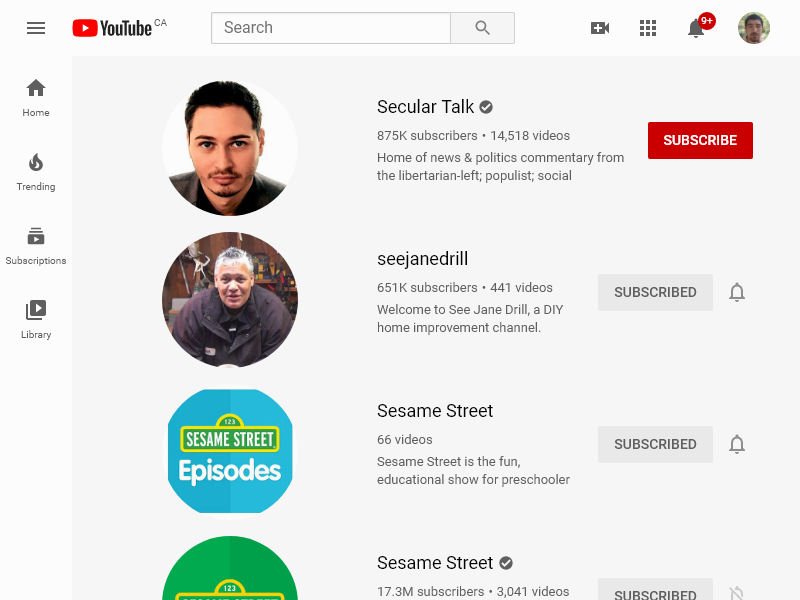 YouTube CA
Search
9+
Home
Trending
Subscriptions
Library
Secular Talk
875K subscribers • 14,518 videos
Home of news & politics commentary from
the libertarian-left; populist; social
SUBSCRIBE
seejanedrill
651K subscribers • 441 videos
Welcome to See Jane Drill, a DIY
home improvement channel.
SUBSCRIBED
123
SESAME STREET
Episodes
Sesame Street
66 videos
Sesame Street is the fun,
educational show for preschooler
SUBSCRIBED
123
SESAME STREET
Sesame Street
17.3M subscribers • 3,041 videos
SUBSCRIBED